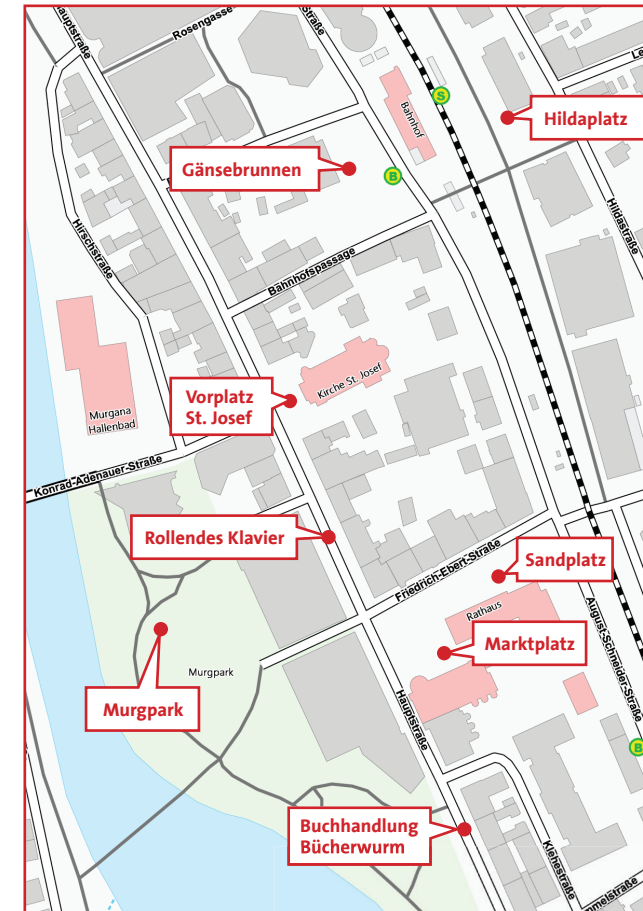 Hauptstraße
Rosengasse
Straße
S
Bahnhof
Hildaplatz
Gänsebrunnen
B
Hirschstraße
Hildastraße
Bahnhofspassage
Kirche St. Josef
Vorplatz
St. Josef
Murgana
Hallenbad
Konrad-Adenauer-Straße
Rollendes Klavier
Friedrich-Ebert-Straße
Sandplatz
Rathaus
August-Schneider-Straße
Marktplatz
Murgpark
Murgpark
Hauptstraße
B
Buchhandlung
Bücherwurm
Klehestraße